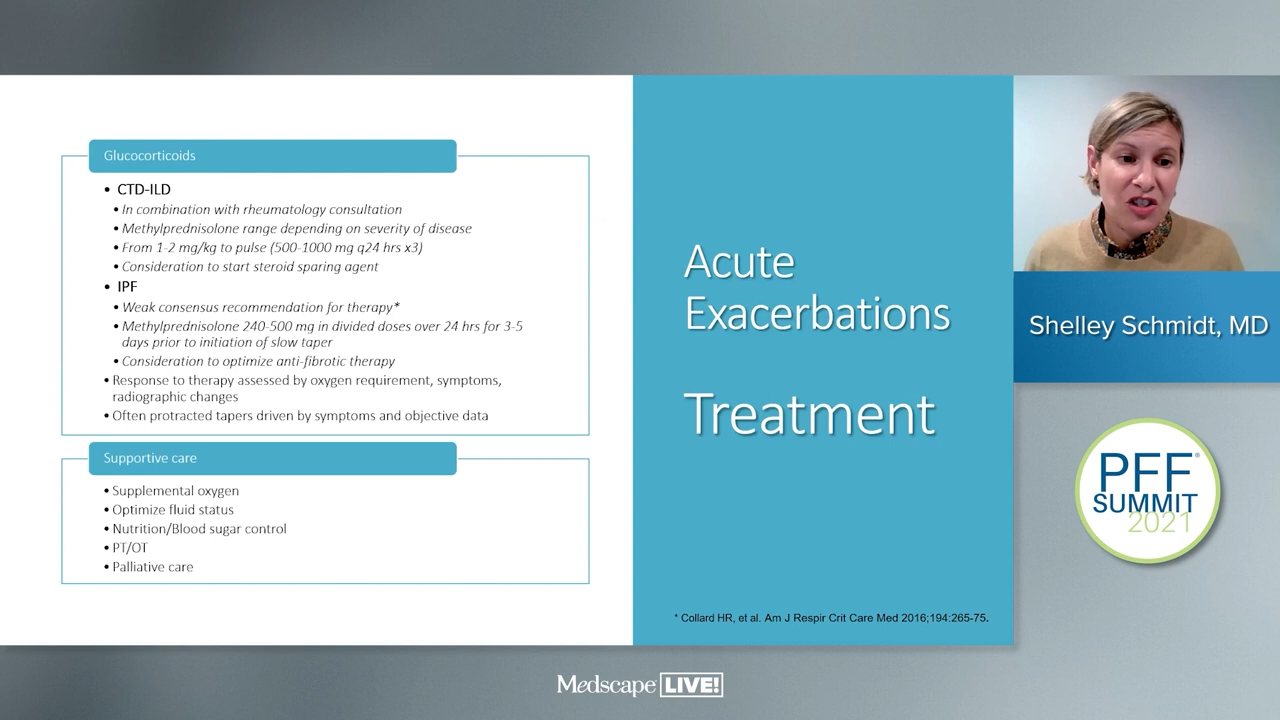 Glucocorticoids
• CTD-ILD
• In combination with rheumatology consultation
• Methylprednisolone range depending on severity of disease
• From 1-2 mg/kg to pulse (500-1000 mg q24 hrs x3)
• Consideration to start steroid sparing agent
• IPF
• Weak consensus recommendation for therapy*
• Methylprednisolone 240-500 mg in divided doses over 24 hrs for 3-5
days prior to initiation of slow taper
• Consideration to optimize anti-fibrotic therapy
• Response to therapy assessed by oxygen requirement, symptoms,
radiographic changes
• Often protracted tapers driven by symptoms and objective data
Supportive care
• Supplemental oxygen
• Optimize fluid status
• Nutrition/Blood sugar control
• PT/OT
• Palliative care
Acute
Exacerbations
Treatment
* Collard HR, et al. Am J Respir Crit Care Med 2016;194:265-75.
Shelley Schmidt, MD
PFF®
SUMMIT
2021
Medscape LIVE!